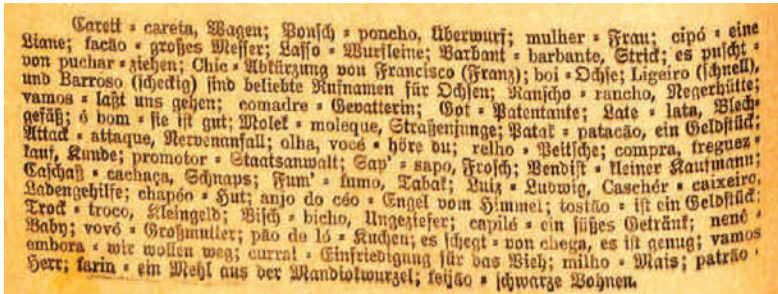 Carett = careta, Wagen; Ponsch = poncho, Überwurf; mulher = Frau; cipó = eine
Liane; facão = großes Messer; Lasso = Wurfleine; Barbant = barbante, Strick; es puscht =
von puchar = ziehen; Chic = Abkürzung von Francisco (Franz); boi = Ochse; Ligeiro (schnell),
und Barroso (scheckig) sind beliebte Rufnamen für Ochsen; Ranscho = rancho, Negerhütte;
vamos = laßt uns gehen; comadre = Gevatterin; Got = Patentante; Late = lata, Blech-
gefäß; é bom = sie ist gut; Molek = moleque, Straßenjunge; Patak = patacão, ein Geldstück;
Attack = attaque, Nervenanfall; olha, você = höre du; relho = Peitsche; compra, freguez =
kauf, Kunde; promotor = Staatsanwalt; Sap' = sapo, Frosch; Vendist = kleiner Kaufmann;
Caschaß = cachaça, Schnaps; Fum' = fumo, Tabak; Luiz = Ludwig, Caschér = caixeiro,
Ladengehilfe; chapéo = Hut; anjo do céo = Engel vom Himmel; tostão = ist ein Geldstück;
Trock = troco, Kleingeld; Bisch = bicho, Ungeziefer; capilé = ein süßes Getränk; nenê =
Baby; vovó = Großmutter; pão de ló = Kuchen; es schegt = von chega, es ist genug; vamos
embora = wir wollen weg; curral = Einfriedigung für das Vieh; milho = Mais; patrão =
Herr; farin = ein Mehl aus der Mandiokwurzel; feijão = schwarze Bohnen.